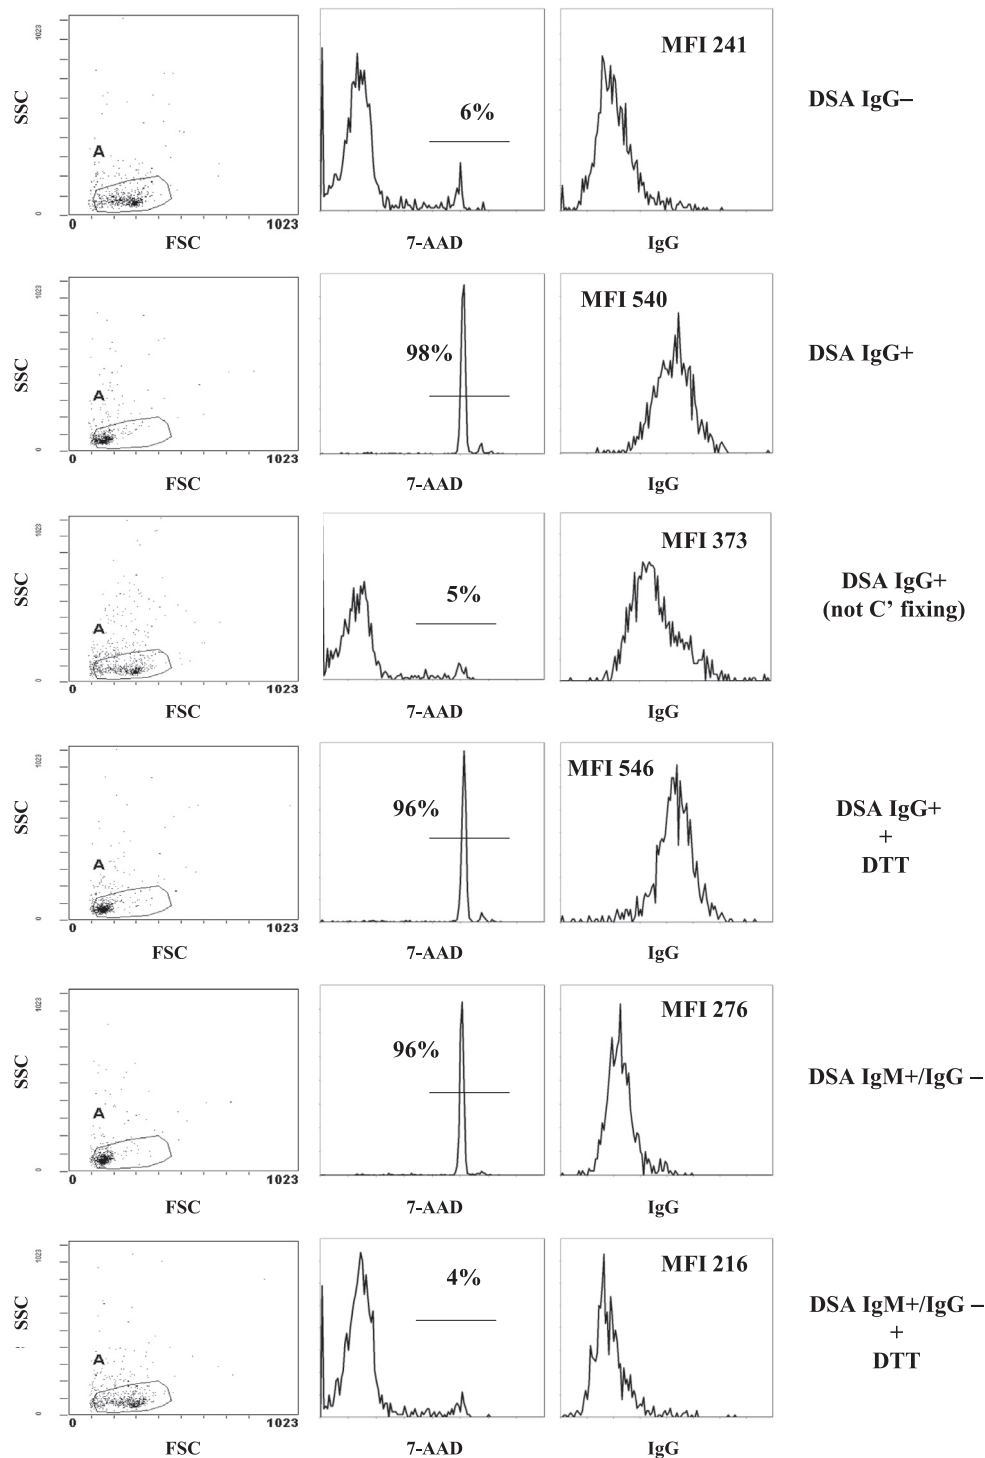 SSC
1023
A
0
0
1023
FSC
6%
7-AAD
MFI 241
IgG
DSA IgG–
SSC
1023
A
0
0
1023
FSC
98%
7-AAD
MFI 540
IgG
DSA IgG+
SSC
1023
A
0
0
1023
FSC
5%
7-AAD
MFI 373
IgG
DSA IgG+
(not C’ fixing)
SSC
1023
A
0
0
1023
FSC
96%
7-AAD
MFI 546
IgG
DSA IgG+
+
DTT
SSC
1023
A
0
0
1023
FSC
96%
7-AAD
MFI 276
IgG
DSA IgM+/IgG –
SSC
1023
A
0
0
1023
FSC
4%
7-AAD
MFI 216
IgG
DSA IgM+/IgG –
+
DTT